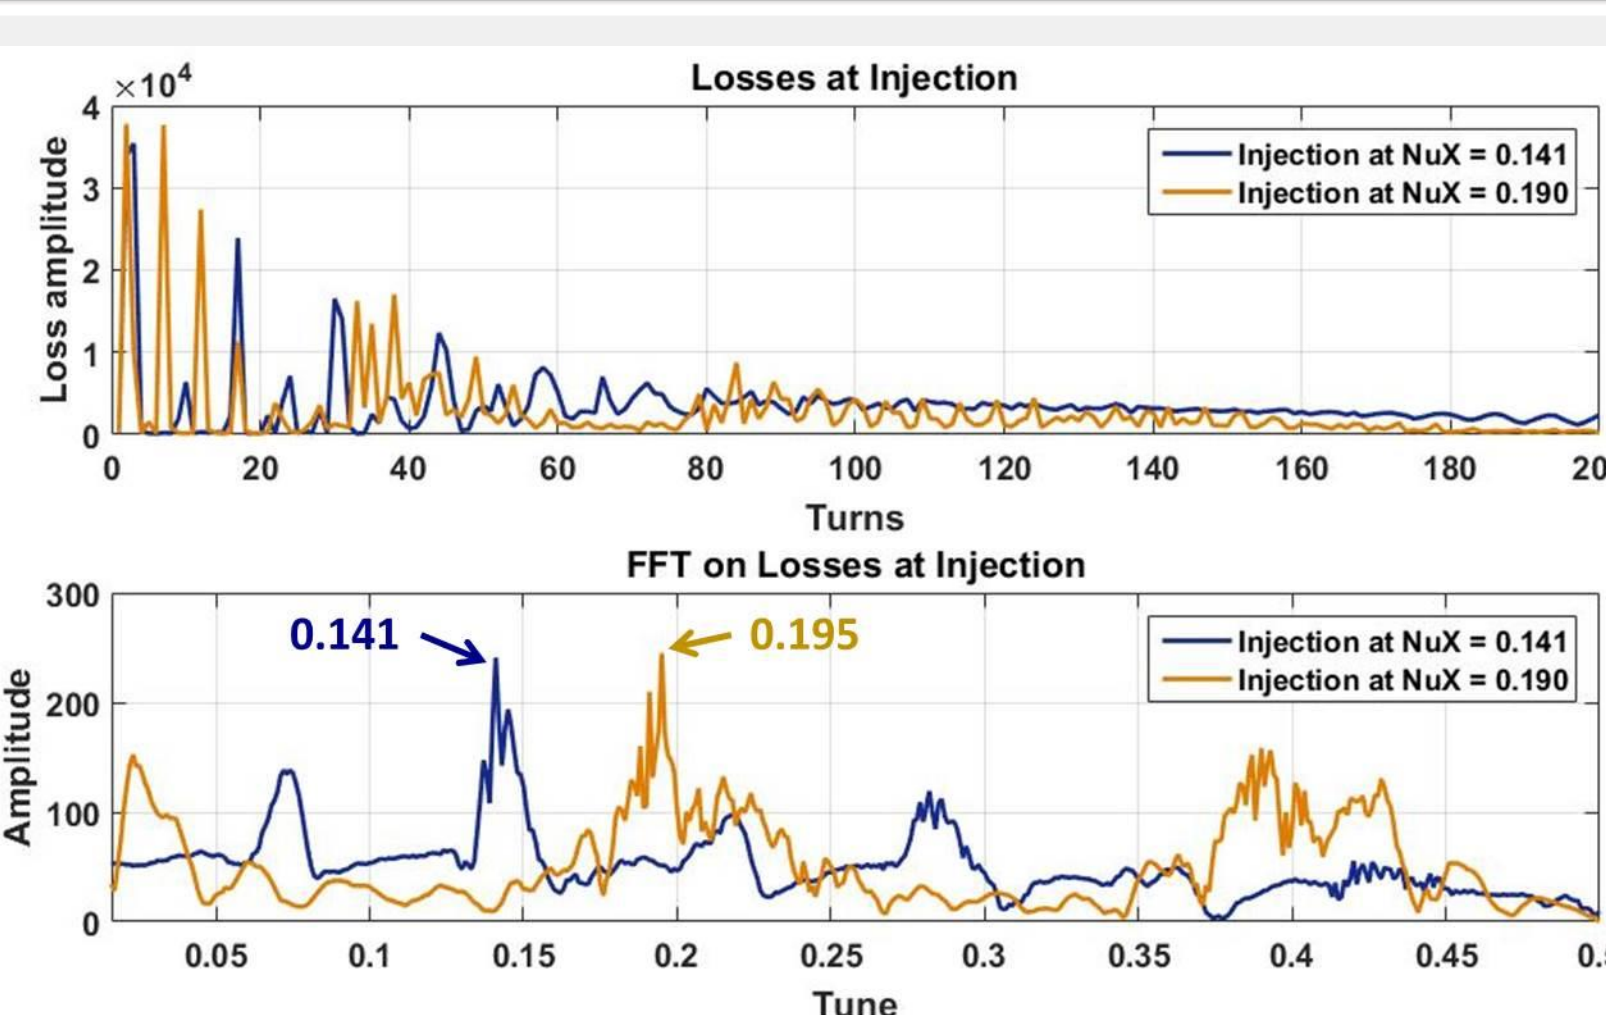 Losses at Injection
×10⁴
4
3
2
1
0
Loss amplitude
Injection at NuX = 0.141
Injection at NuX = 0.190
0 20 40 60 80 100 120 140 160 180 20
Turns
FFT on Losses at Injection
300
200
100
0
Amplitude
0.141
0.195
Injection at NuX = 0.141
Injection at NuX = 0.190
0.05 0.1 0.15 0.2 0.25 0.3 0.35 0.4 0.45
Tune